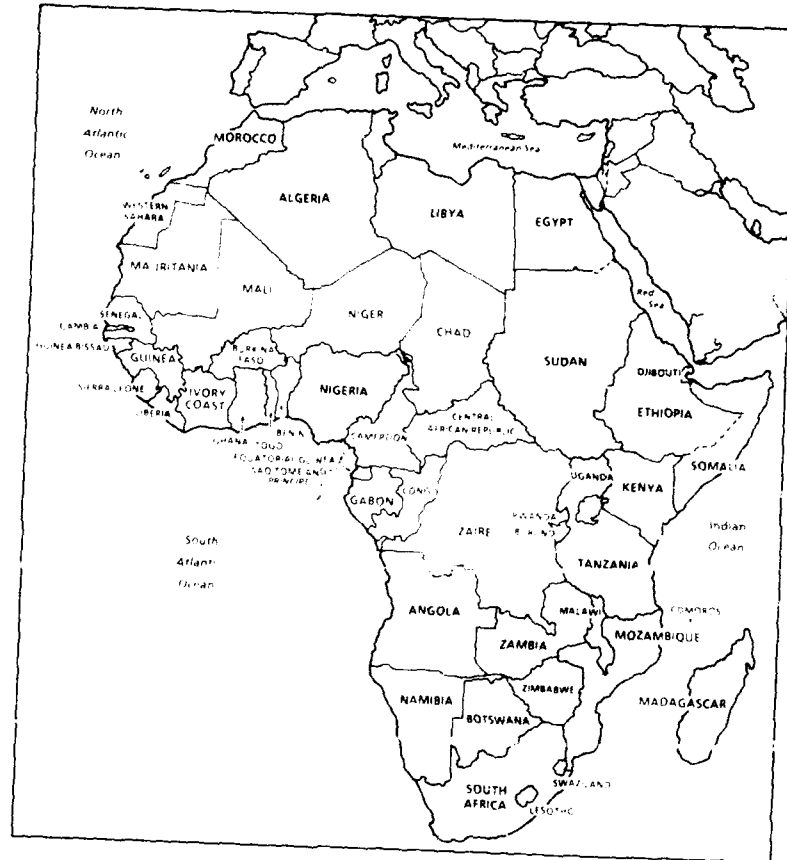 North
Atlantic
Ocean
MOROCCO
Mediterranean Sea
ALGERIA
LIBYA
EGYPT
WESTERN
SAHARA
MAURITANIA
MALI
NIGER
CHAD
Red
Sea
SENEGAL
GAMBIA
GUINEA BISSAU
GUINEA
BURKINA
FASO
SUDAN
DJIBOUTI
SIERRA LEONE
IVORY
COAST
NIGERIA
ETHIOPIA
LIBERIA
GHANA
TOGO
BENIN
CAMEROON
CENTRAL
AFRICAN REPUBLIC
EQUATORIAL GUINEA
SAO TOME AND
PRINCIPE
SOMALIA
UGANDA
KENYA
GABON
CONGO
RWANDA
ZAIRE
Indian
Ocean
South
Atlanti
Ocean
TANZANIA
ANGOLA
MALAWI
COMOROS
ZAMBIA
MOZAMBIQUE
ZIMBABWE
NAMIBIA
BOTSWANA
MADAGASCAR
SWAZILAND
SOUTH
AFRICA
LESOTHO